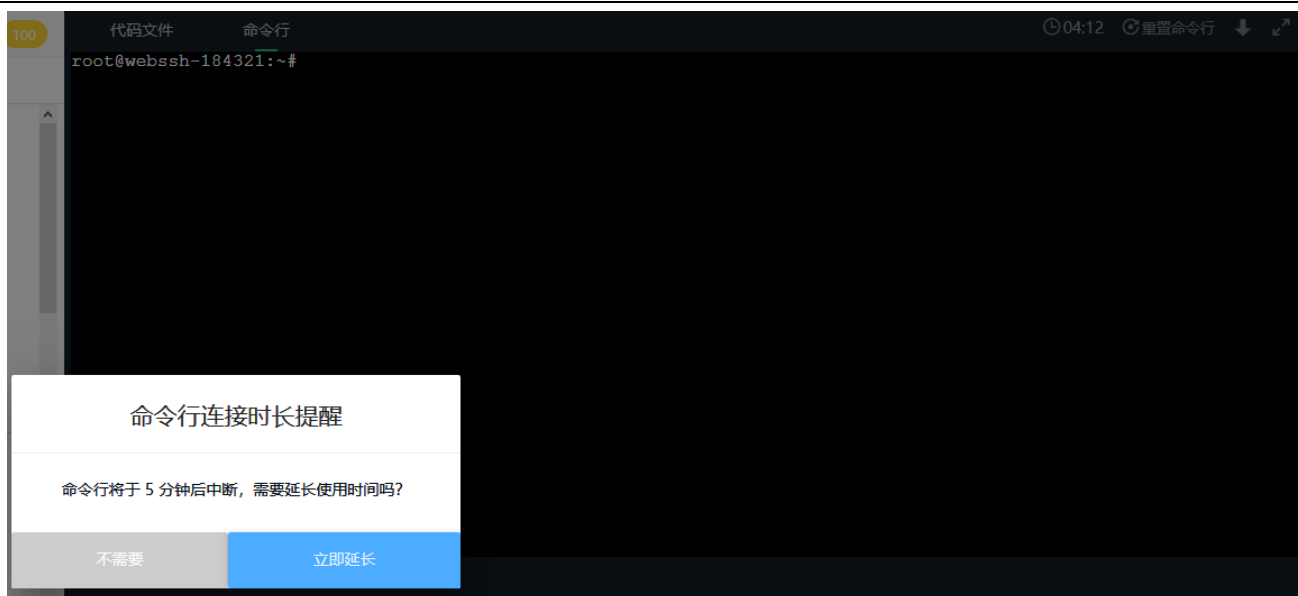 100
代码文件
命令行
04:12
重置命令行
root@webssh-184321:~#
命令行连接时长提醒
命令行将于 5 分钟后中断，需要延长使用时间吗？
不需要
立即延长